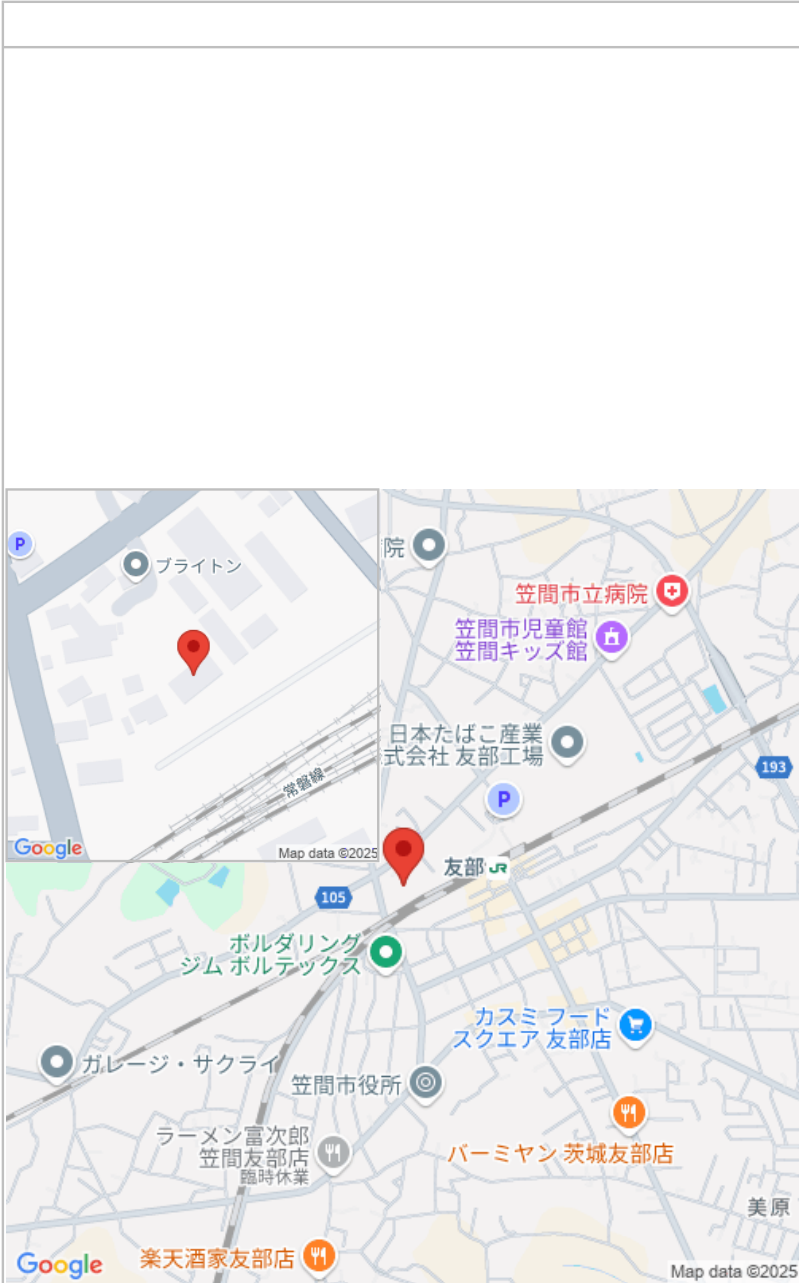 P
ブライトン
常磐線
Google
Map data ©2025
院
笠間市立病院
笠間市児童館
笠間キッズ館
日本たばこ産業
式会社 友部工場
P
193
友部 JR
105
ボルダリング
ジム ボルテックス
カスミ フード
スクエア 友部店
ガレージ・サクライ
笠間市役所
ラーメン富次郎
笠間友部店
臨時休業
バーミヤン 茨城友部店
美原
楽天酒家友部店
Google
Map data ©2025